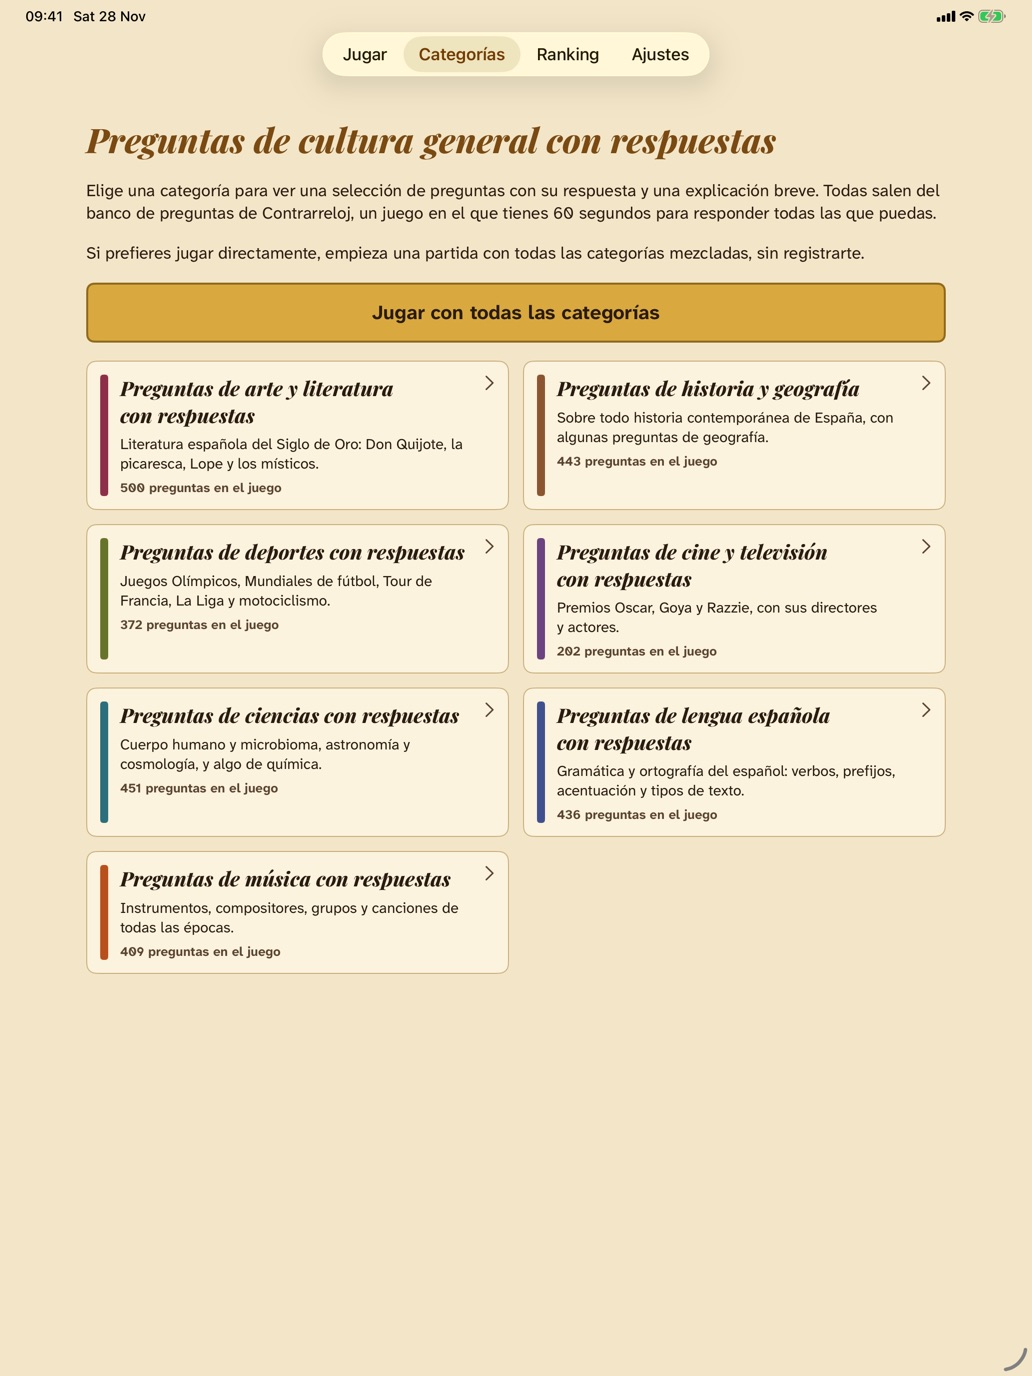 09:41 Sat 28 Nov
Jugar Categorías Ranking Ajustes
Preguntas de cultura general con respuestas
Elige una categoría para ver una selección de preguntas con su respuesta y una explicación breve. Todas salen del
banco de preguntas de Contrarreloj, un juego en el que tienes 60 segundos para responder todas las que puedas.
Si prefieres jugar directamente, empieza una partida con todas las categorías mezcladas, sin registrarte.
Jugar con todas las categorías
Preguntas de arte y literatura
con respuestas
Literatura española del Siglo de Oro: Don Quijote, la
picaresca, Lope y los místicos.
500 preguntas en el juego
Preguntas de historia y geografía
Sobre todo historia contemporánea de España, con
algunas preguntas de geografía.
443 preguntas en el juego
Preguntas de deportes con respuestas
Juegos Olímpicos, Mundiales de fútbol, Tour de
Francia, La Liga y motociclismo.
372 preguntas en el juego
Preguntas de cine y televisión
con respuestas
Premios Oscar, Goya y Razzie, con sus directores
y actores.
202 preguntas en el juego
Preguntas de ciencias con respuestas
Cuerpo humano y microbioma, astronomía y
cosmología, y algo de química.
451 preguntas en el juego
Preguntas de lengua española
con respuestas
Gramática y ortografía del español: verbos, prefijos,
acentuación y tipos de texto.
436 preguntas en el juego
Preguntas de música con respuestas
Instrumentos, compositores, grupos y canciones de
todas las épocas.
409 preguntas en el juego